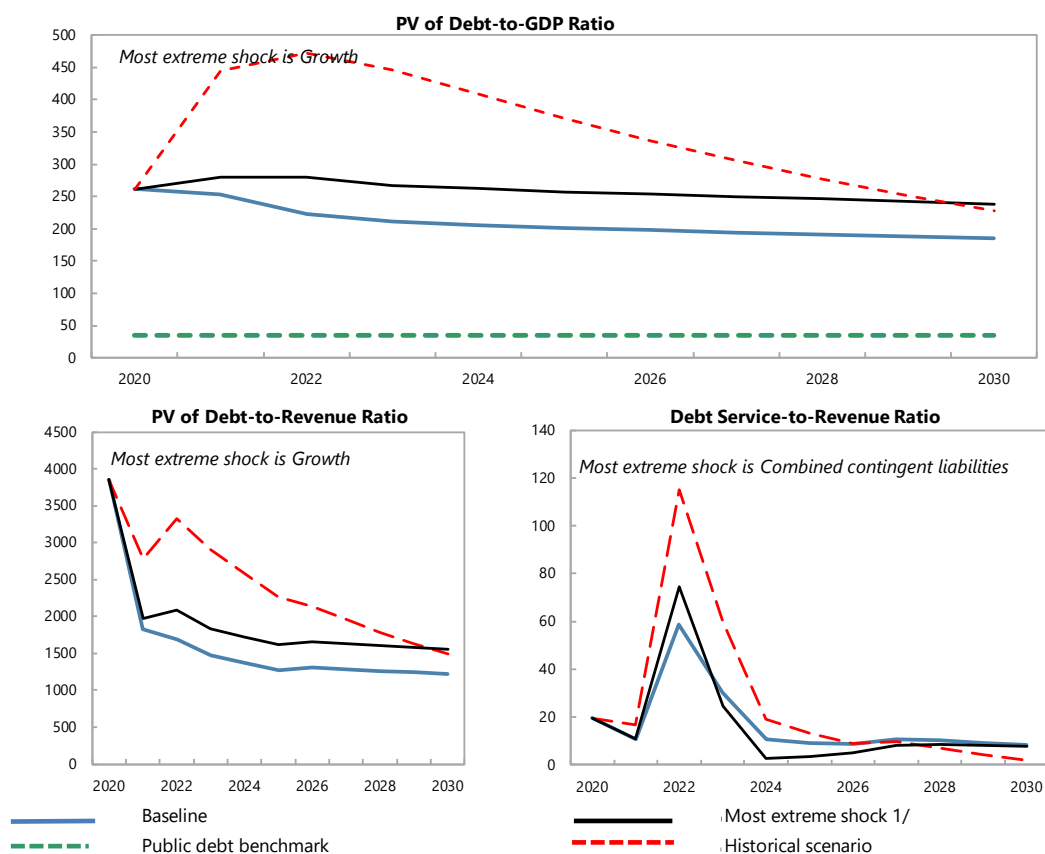 PV of Debt-to-GDP Ratio
Most extreme shock is Growth
500
450
400
350
300
250
200
150
100
50
0
2020 2022 2024 2026 2028 2030
PV of Debt-to-Revenue Ratio
Most extreme shock is Growth
4500
4000
3500
3000
2500
2000
1500
1000
500
0
2020 2022 2024 2026 2028 2030
Debt Service-to-Revenue Ratio
Most extreme shock is Combined contingent liabilities
140
120
100
80
60
40
20
0
2020 2022 2024 2026 2028 2030
Baseline
Public debt benchmark
Most extreme shock 1/
Historical scenario